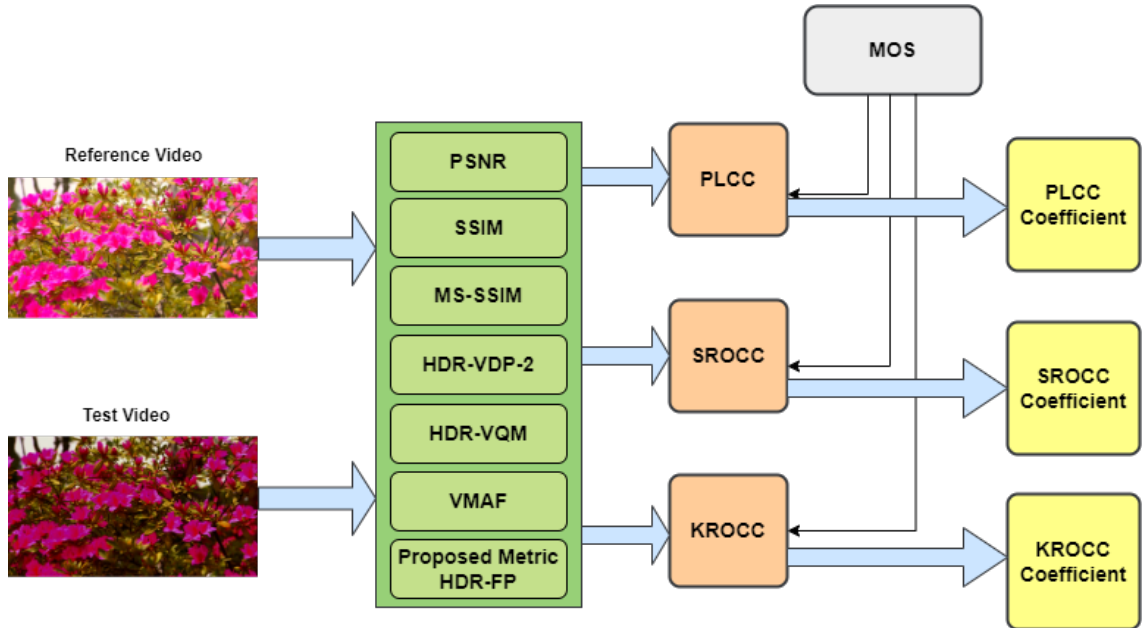 MOS
Reference Video
PSNR
PLCC
PLCC
Coefficient
SSIM
MS-SSIM
HDR-VDP-2
SROCC
SROCC
Coefficient
Test Video
HDR-VQM
VMAF
KROCC
KROCC
Coefficient
Proposed Metric
HDR-FP